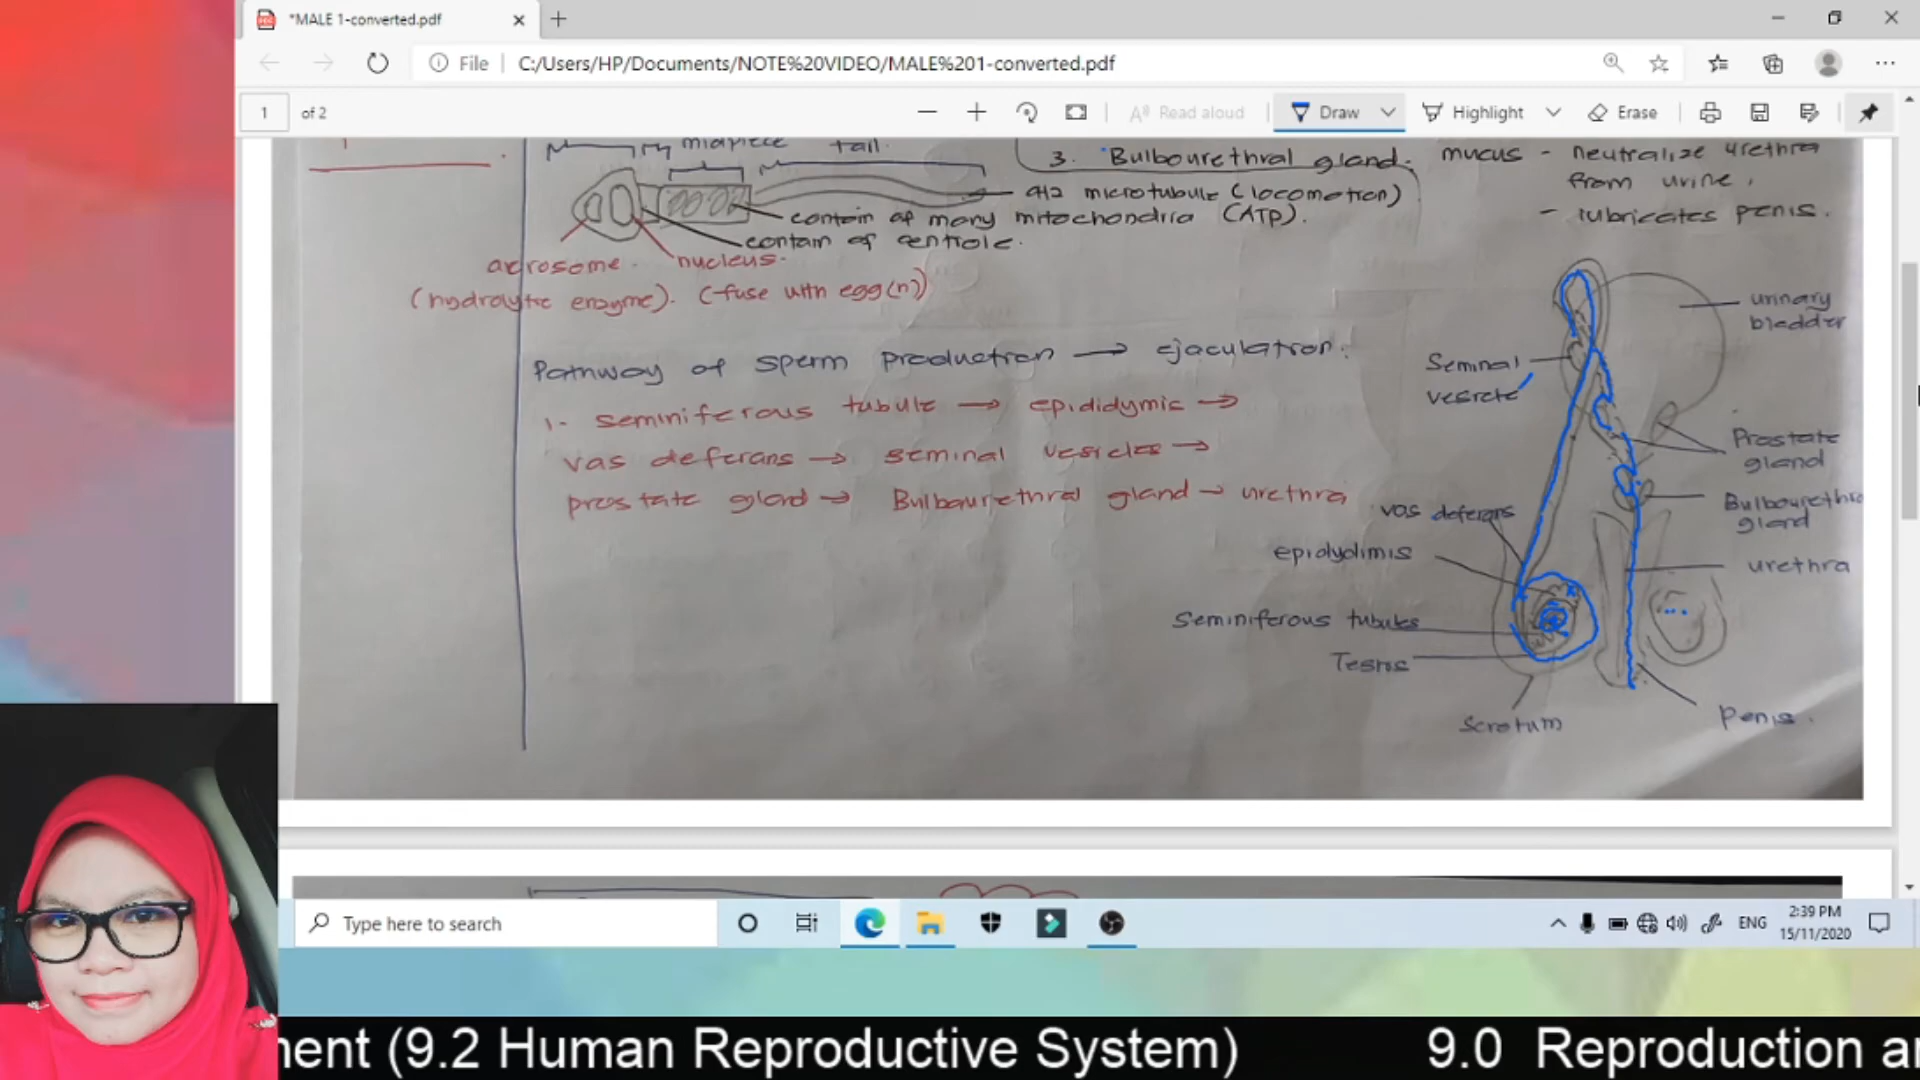 *MALE 1-converted.pdf
File
C:/Users/HP/Documents/NOTE%20VIDEO/MALE%201-converted.pdf
1 of 2
Read aloud
Draw
Highlight
Erase
midpiece tail.
3. Bulbourethral gland. mucus - neutralize urethra
from urine.
- lubricates penis.
9+2 microtubule (locomotion)
contain of many mitochondria (ATP).
contain of centriole.
acrosome. nucleus.
(hydrolytic enzyme). (fuse with egg (n))
Pathway of sperm production → ejaculation.
1. seminiferous tubule → epididymis →
vas deferans → seminal vesicles →
prostate gland → Bulbourethral gland → urethra
urinary
bladder
Seminal
vesicle
Prostate
gland
Bulbourethr
gland
vas deferans
epidydimis
urethra
Seminiferous tubules
Testis
Scrotum
Penis.
Type here to search
ENG
2:39 PM
15/11/2020
ment (9.2 Human Reproductive System) 9.0 Reproduction a